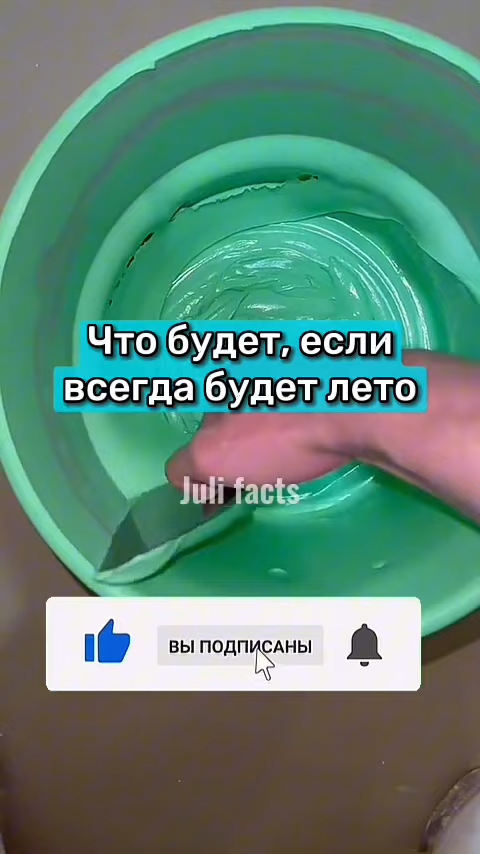 Что будет, если
всегда будет лето
Juli facts
ВЫ ПОДПИСАНЫ